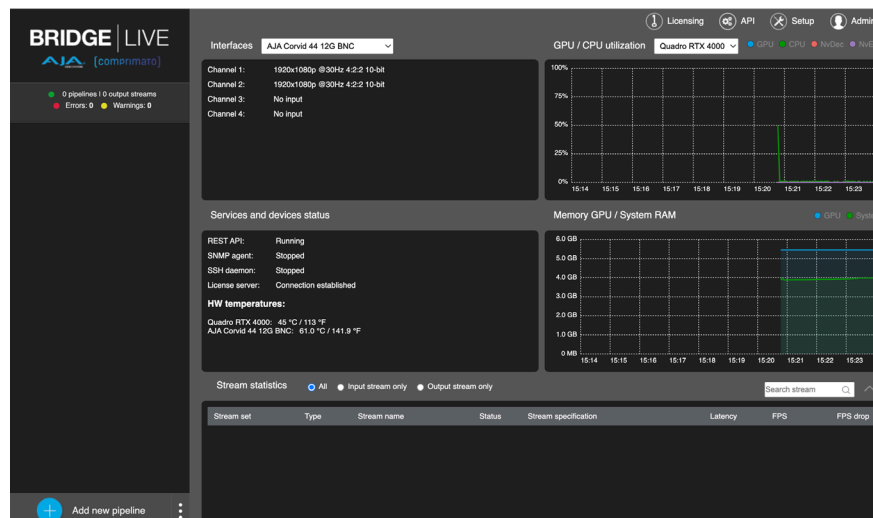 BRIDGE | LIVE
AJA [comprimato]
0 pipelines | 0 output streams
Errors: 0 Warnings: 0
Add new pipeline
Licensing API Setup Admin
Interfaces AJA Corvid 44 12G BNC
Channel 1: 1920x1080p @30Hz 4:2:2 10-bit
Channel 2: 1920x1080p @30Hz 4:2:2 10-bit
Channel 3: No input
Channel 4: No input
GPU / CPU utilization Quadro RTX 4000 GPU CPU NvDec NvE
100%
75%
50%
25%
0%
15:14 15:15 15:16 15:17 15:18 15:19 15:20 15:21 15:22 15:23
Services and devices status
REST API: Running
SNMP agent: Stopped
SSH daemon: Stopped
License server: Connection established
HW temperatures:
Quadro RTX 4000: 45 °C / 113 °F
AJA Corvid 44 12G BNC: 61.0 °C / 141.9 °F
Memory GPU / System RAM GPU Syste
6.0 GB
5.0 GB
4.0 GB
3.0 GB
2.0 GB
1.0 GB
0 MB
15:14 15:15 15:16 15:17 15:18 15:19 15:20 15:21 15:22 15:23
Stream statistics All Input stream only Output stream only Search stream
Stream set Type Stream name Status Stream specification Latency FPS FPS drop